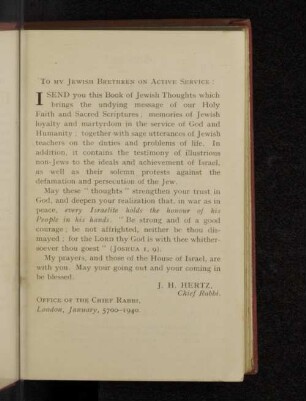 TO MY JEWISH BRETHREN ON ACTIVE SERVICE:
I SEND you this Book of Jewish Thoughts which
brings the undying message of our Holy
Faith and Sacred Scriptures; memories of Jewish
loyalty and martyrdom in the service of God and
Humanity; together with sage utterances of Jewish
teachers on the duties and problems of life. In
addition, it contains the testimony of illustrious
non-Jews to the ideals and achievement of Israel,
as well as their solemn protests against the
defamation and persecution of the Jew.
May these "thoughts" strengthen your trust in
God, and deepen your realization that, in war as in
peace, every Israelite holds the honour of his
People in his hands. "Be strong and of a good
courage; be not affrighted, neither be thou dis-
mayed: for the LORD thy God is with thee whither-
soever thou goest" (JOSHUA 1, 9).
My prayers, and those of the House of Israel, are
with you. May your going out and your coming in
be blessed.
J. H. HERTZ,
Chief Rabbi.
OFFICE OF THE CHIEF RABBI,
London, January, 5700-1940.